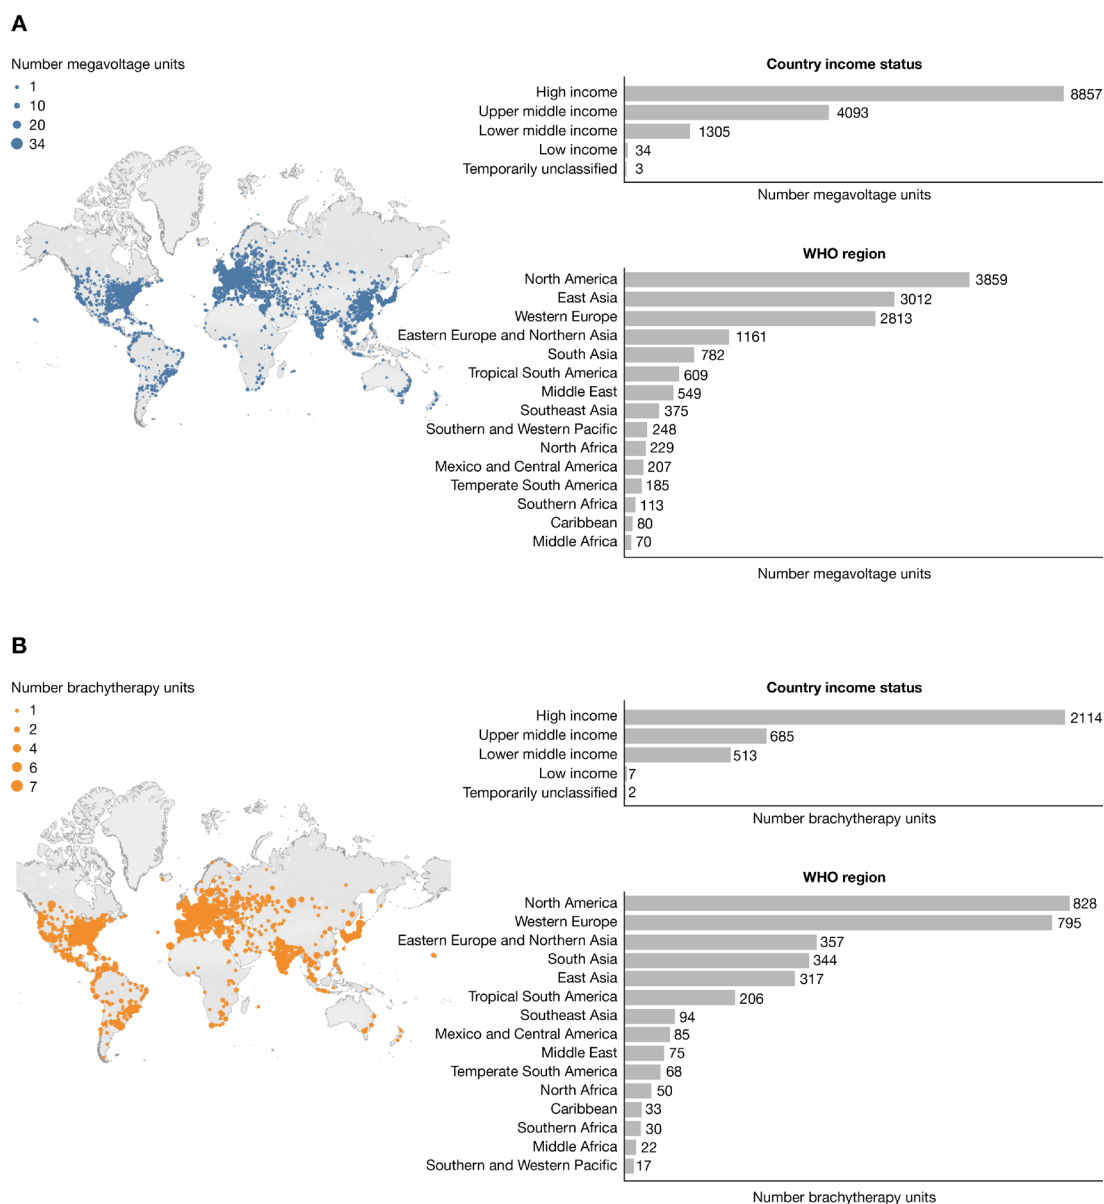 A
Number megavoltage units
1
10
20
34
Country income status
High income 8857
Upper middle income 4093
Lower middle income 1305
Low income 34
Temporarily unclassified 3
Number megavoltage units
WHO region
North America 3859
East Asia 3012
Western Europe 2813
Eastern Europe and Northern Asia 1161
South Asia 782
Tropical South America 609
Middle East 549
Southeast Asia 375
Southern and Western Pacific 248
North Africa 229
Mexico and Central America 207
Temperate South America 185
Southern Africa 113
Caribbean 80
Middle Africa 70
Number megavoltage units
B
Number brachytherapy units
1
2
4
6
7
Country income status
High income 2114
Upper middle income 685
Lower middle income 513
Low income 7
Temporarily unclassified 2
Number brachytherapy units
WHO region
North America 828
Western Europe 795
Eastern Europe and Northern Asia 357
South Asia 344
East Asia 317
Tropical South America 206
Southeast Asia 94
Mexico and Central America 85
Middle East 75
Temperate South America 68
North Africa 50
Caribbean 33
Southern Africa 30
Middle Africa 22
Southern and Western Pacific 17
Number brachytherapy units